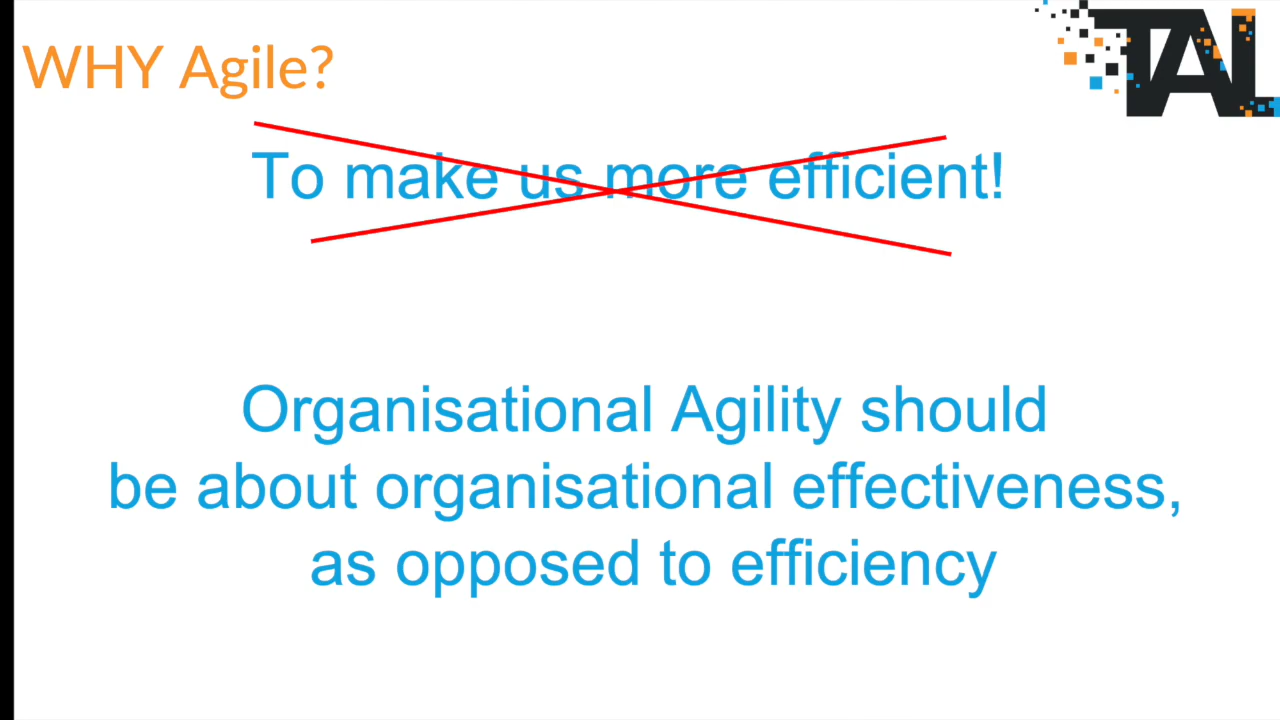 WHY Agile?
TAL
To make us more efficient!
Organisational Agility should
be about organisational effectiveness,
as opposed to efficiency